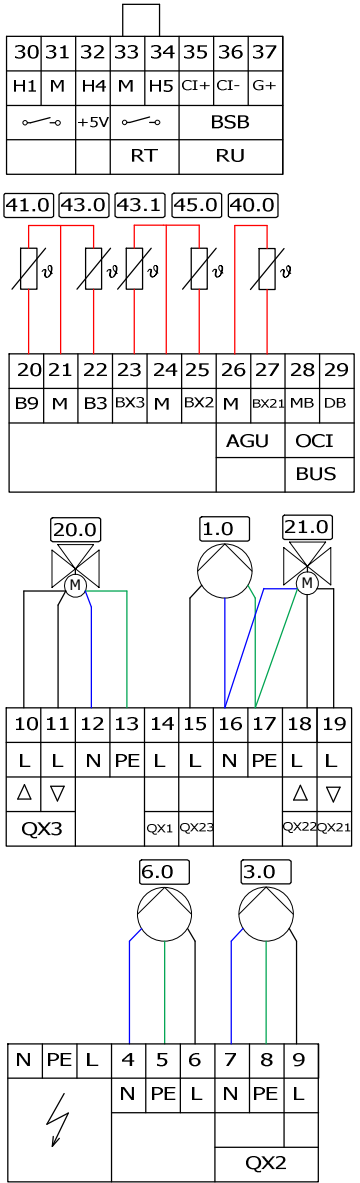 30 31 32 33 34 35 36 37
H1 M H4 M H5 CI+ CI- G+
+5V BSB
RT RU
41.0 43.0 43.1 45.0 40.0
ϑ ϑ ϑ ϑ ϑ
20 21 22 23 24 25 26 27 28 29
B9 M B3 BX3 M BX2 M BX21 MB DB
AGU OCI
BUS
20.0 1.0 21.0
M M
10 11 12 13 14 15 16 17 18 19
L L N PE L L N PE L L
QX3 QX1 QX23 QX22 QX21
6.0 3.0
N PE L 4 5 6 7 8 9
N PE L N PE L
QX2